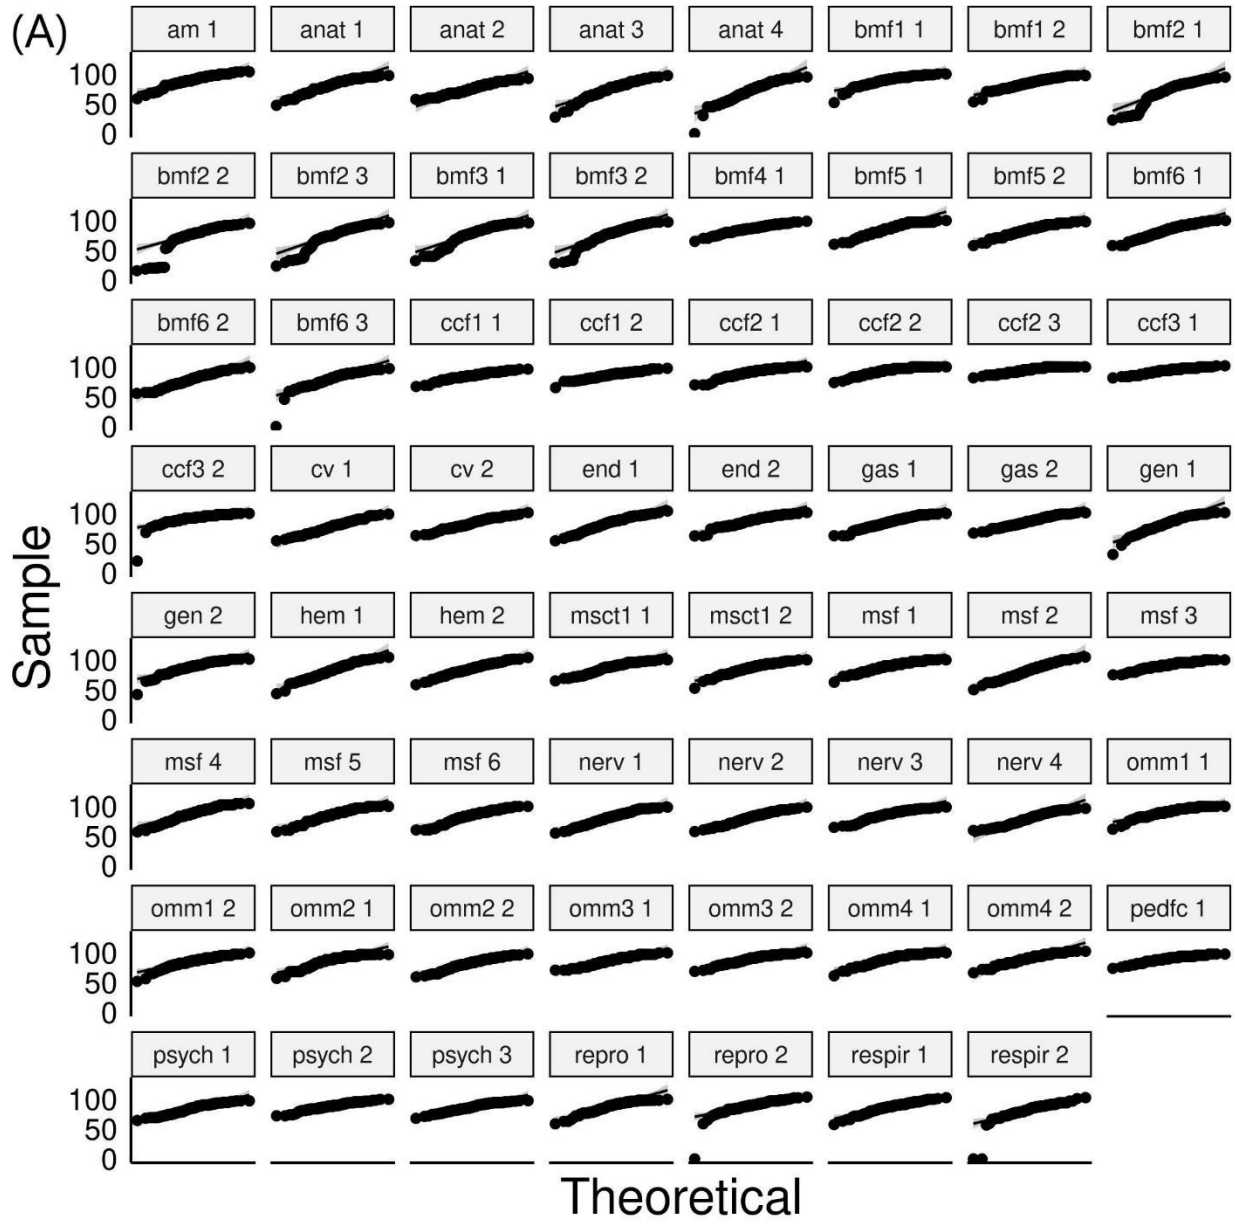 (A)
am 1 anat 1 anat 2 anat 3 anat 4 bmf1 1 bmf1 2 bmf2 1
100
50
0
bmf2 2 bmf2 3 bmf3 1 bmf3 2 bmf4 1 bmf5 1 bmf5 2 bmf6 1
100
50
0
bmf6 2 bmf6 3 ccf1 1 ccf1 2 ccf2 1 ccf2 2 ccf2 3 ccf3 1
100
50
0
ccf3 2 cv 1 cv 2 end 1 end 2 gas 1 gas 2 gen 1
100
50
0
Sample
gen 2 hem 1 hem 2 msct1 1 msct1 2 msf 1 msf 2 msf 3
100
50
0
msf 4 msf 5 msf 6 nerv 1 nerv 2 nerv 3 nerv 4 omm1 1
100
50
0
omm1 2 omm2 1 omm2 2 omm3 1 omm3 2 omm4 1 omm4 2 pedfc 1
100
50
0
psych 1 psych 2 psych 3 repro 1 repro 2 respir 1 respir 2
100
50
0
Theoretical